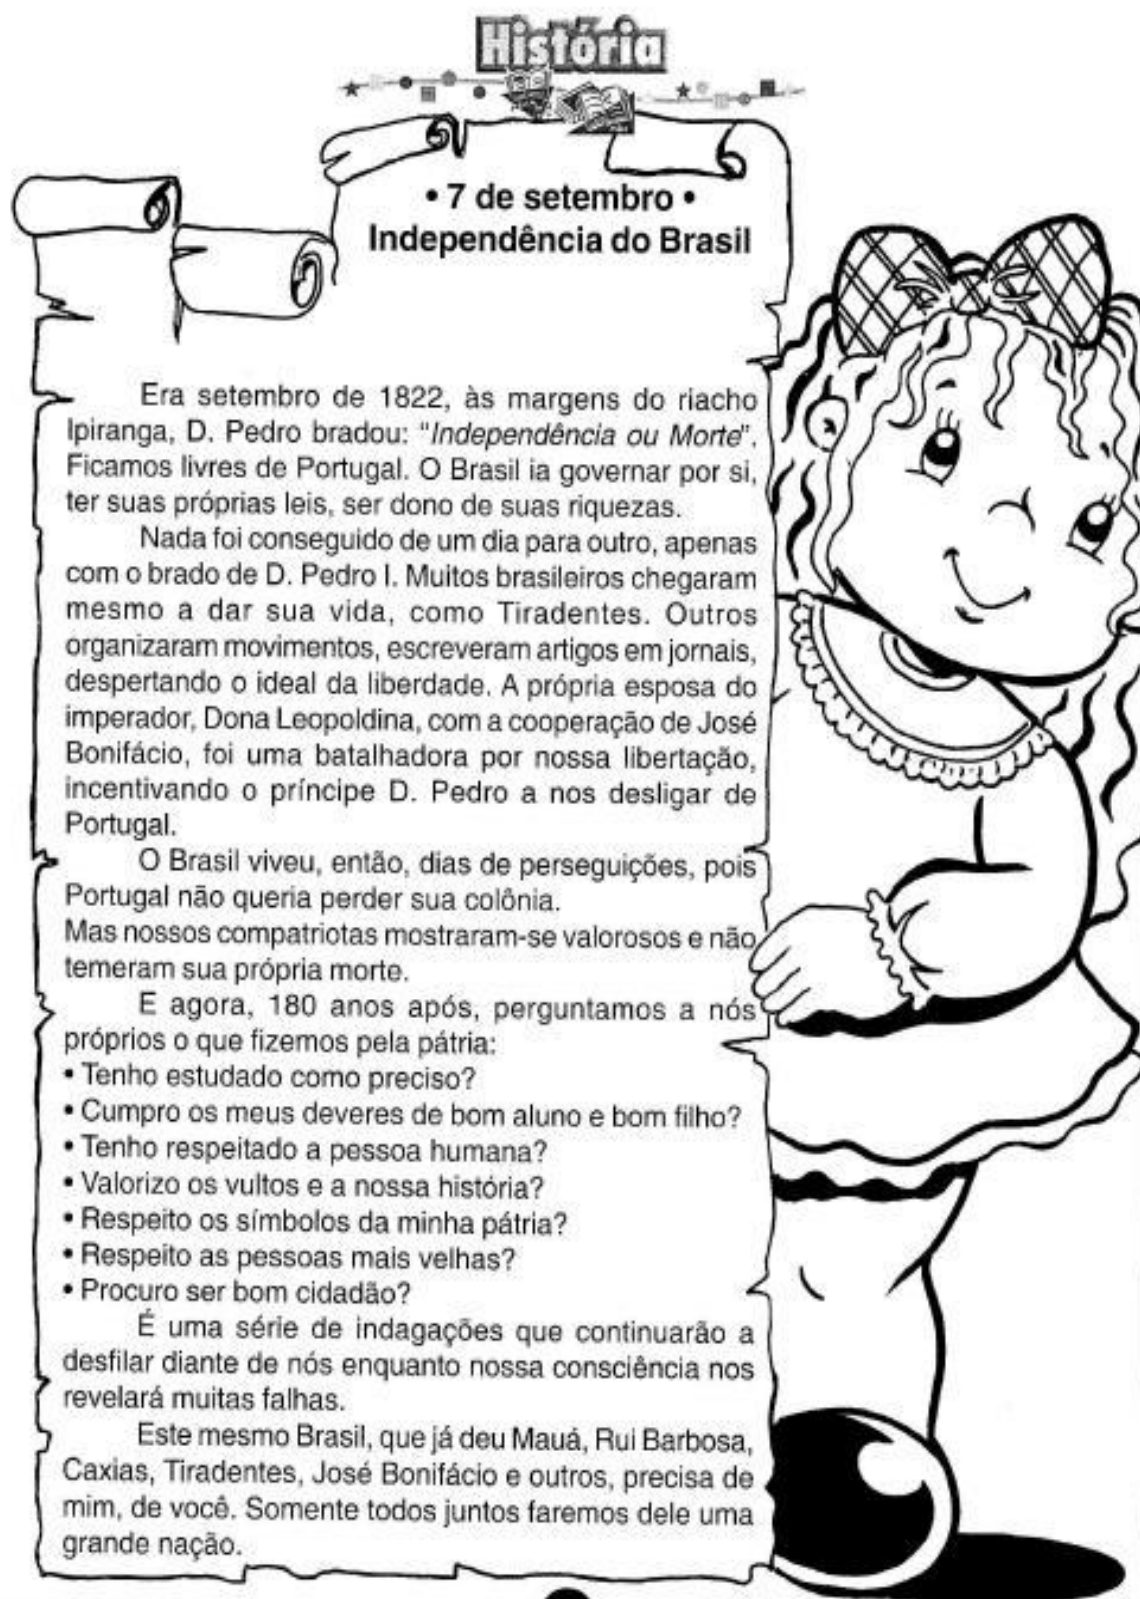 História
• 7 de setembro •
Independência do Brasil
Era setembro de 1822, às margens do riacho
Ipiranga, D. Pedro bradou: “Independência ou Morte”.
Ficamos livres de Portugal. O Brasil ia governar por si,
ter suas próprias leis, ser dono de suas riquezas.
Nada foi conseguido de um dia para outro, apenas
com o brado de D. Pedro I. Muitos brasileiros chegaram
mesmo a dar sua vida, como Tiradentes. Outros
organizaram movimentos, escreveram artigos em jornais,
despertando o ideal da liberdade. A própria esposa do
imperador, Dona Leopoldina, com a cooperação de José
Bonifácio, foi uma batalhadora por nossa libertação,
incentivando o príncipe D. Pedro a nos desligar de
Portugal.
O Brasil viveu, então, dias de perseguições, pois
Portugal não queria perder sua colônia.
Mas nossos compatriotas mostraram-se valorosos e não
temeram sua própria morte.
E agora, 180 anos após, perguntamos a nós
próprios o que fizemos pela pátria:
• Tenho estudado como preciso?
• Cumpro os meus deveres de bom aluno e bom filho?
• Tenho respeitado a pessoa humana?
• Valorizo os vultos e a nossa história?
• Respeito os símbolos da minha pátria?
• Respeito as pessoas mais velhas?
• Procuro ser bom cidadão?
É uma série de indagações que continuarão a
desfilar diante de nós enquanto nossa consciência nos
revelará muitas falhas.
Este mesmo Brasil, que já deu Mauá, Rui Barbosa,
Caxias, Tiradentes, José Bonifácio e outros, precisa de
mim, de você. Somente todos juntos faremos dele uma
grande nação.